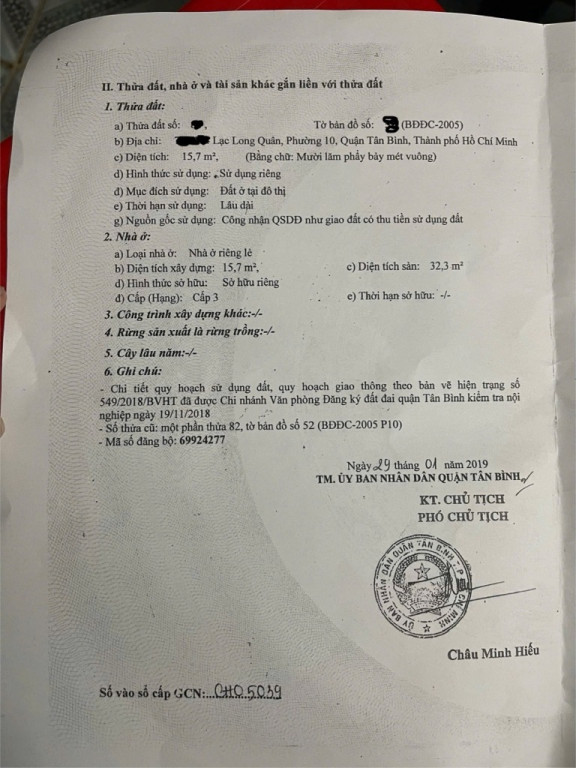 II. Thửa đất, nhà ở và tài sản khác gắn liền với thửa đất
1. Thửa đất:
a) Thửa đất số: , Tờ bản đồ số: (BĐĐC-2005)
b) Địa chỉ: Lạc Long Quân, Phường 10, Quận Tân Bình, Thành phố Hồ Chí Minh
c) Diện tích: 15,7 m², (Bằng chữ: Mười lăm phẩy bảy mét vuông)
d) Hình thức sử dụng: Sử dụng riêng
đ) Mục đích sử dụng: Đất ở tại đô thị
e) Thời hạn sử dụng: Lâu dài
g) Nguồn gốc sử dụng: Công nhận QSDĐ như giao đất có thu tiền sử dụng đất
2. Nhà ở:
a) Loại nhà ở: Nhà ở riêng lẻ
b) Diện tích xây dựng: 15,7 m², c) Diện tích sàn: 32,3 m²
d) Hình thức sở hữu: Sở hữu riêng
đ) Cấp (Hạng): Cấp 3 e) Thời hạn sở hữu: -/-
3. Công trình xây dựng khác:-/-
4. Rừng sản xuất là rừng trồng:-/-
5. Cây lâu năm:-/-
6. Ghi chú:
- Chi tiết quy hoạch sử dụng đất, quy hoạch giao thông theo bản vẽ hiện trạng số
549/2018/BVHT đã được Chi nhánh Văn phòng Đăng ký đất đai quận Tân Bình kiểm tra nội
nghiệp ngày 19/11/2018
- Số thửa cũ: một phần thửa 82, tờ bản đồ số 52 (BĐĐC-2005 P10)
- Mã số đăng bộ: 69924277
Ngày 29 tháng 01 năm 2019
TM. ỦY BAN NHÂN DÂN QUẬN TÂN BÌNH
KT. CHỦ TỊCH
PHÓ CHỦ TỊCH
ỦY BAN NHÂN DÂN QUẬN TÂN BÌNH - T.P HỒ CHÍ MINH
Châu Minh Hiếu
Số vào sổ cấp GCN:...CH05039